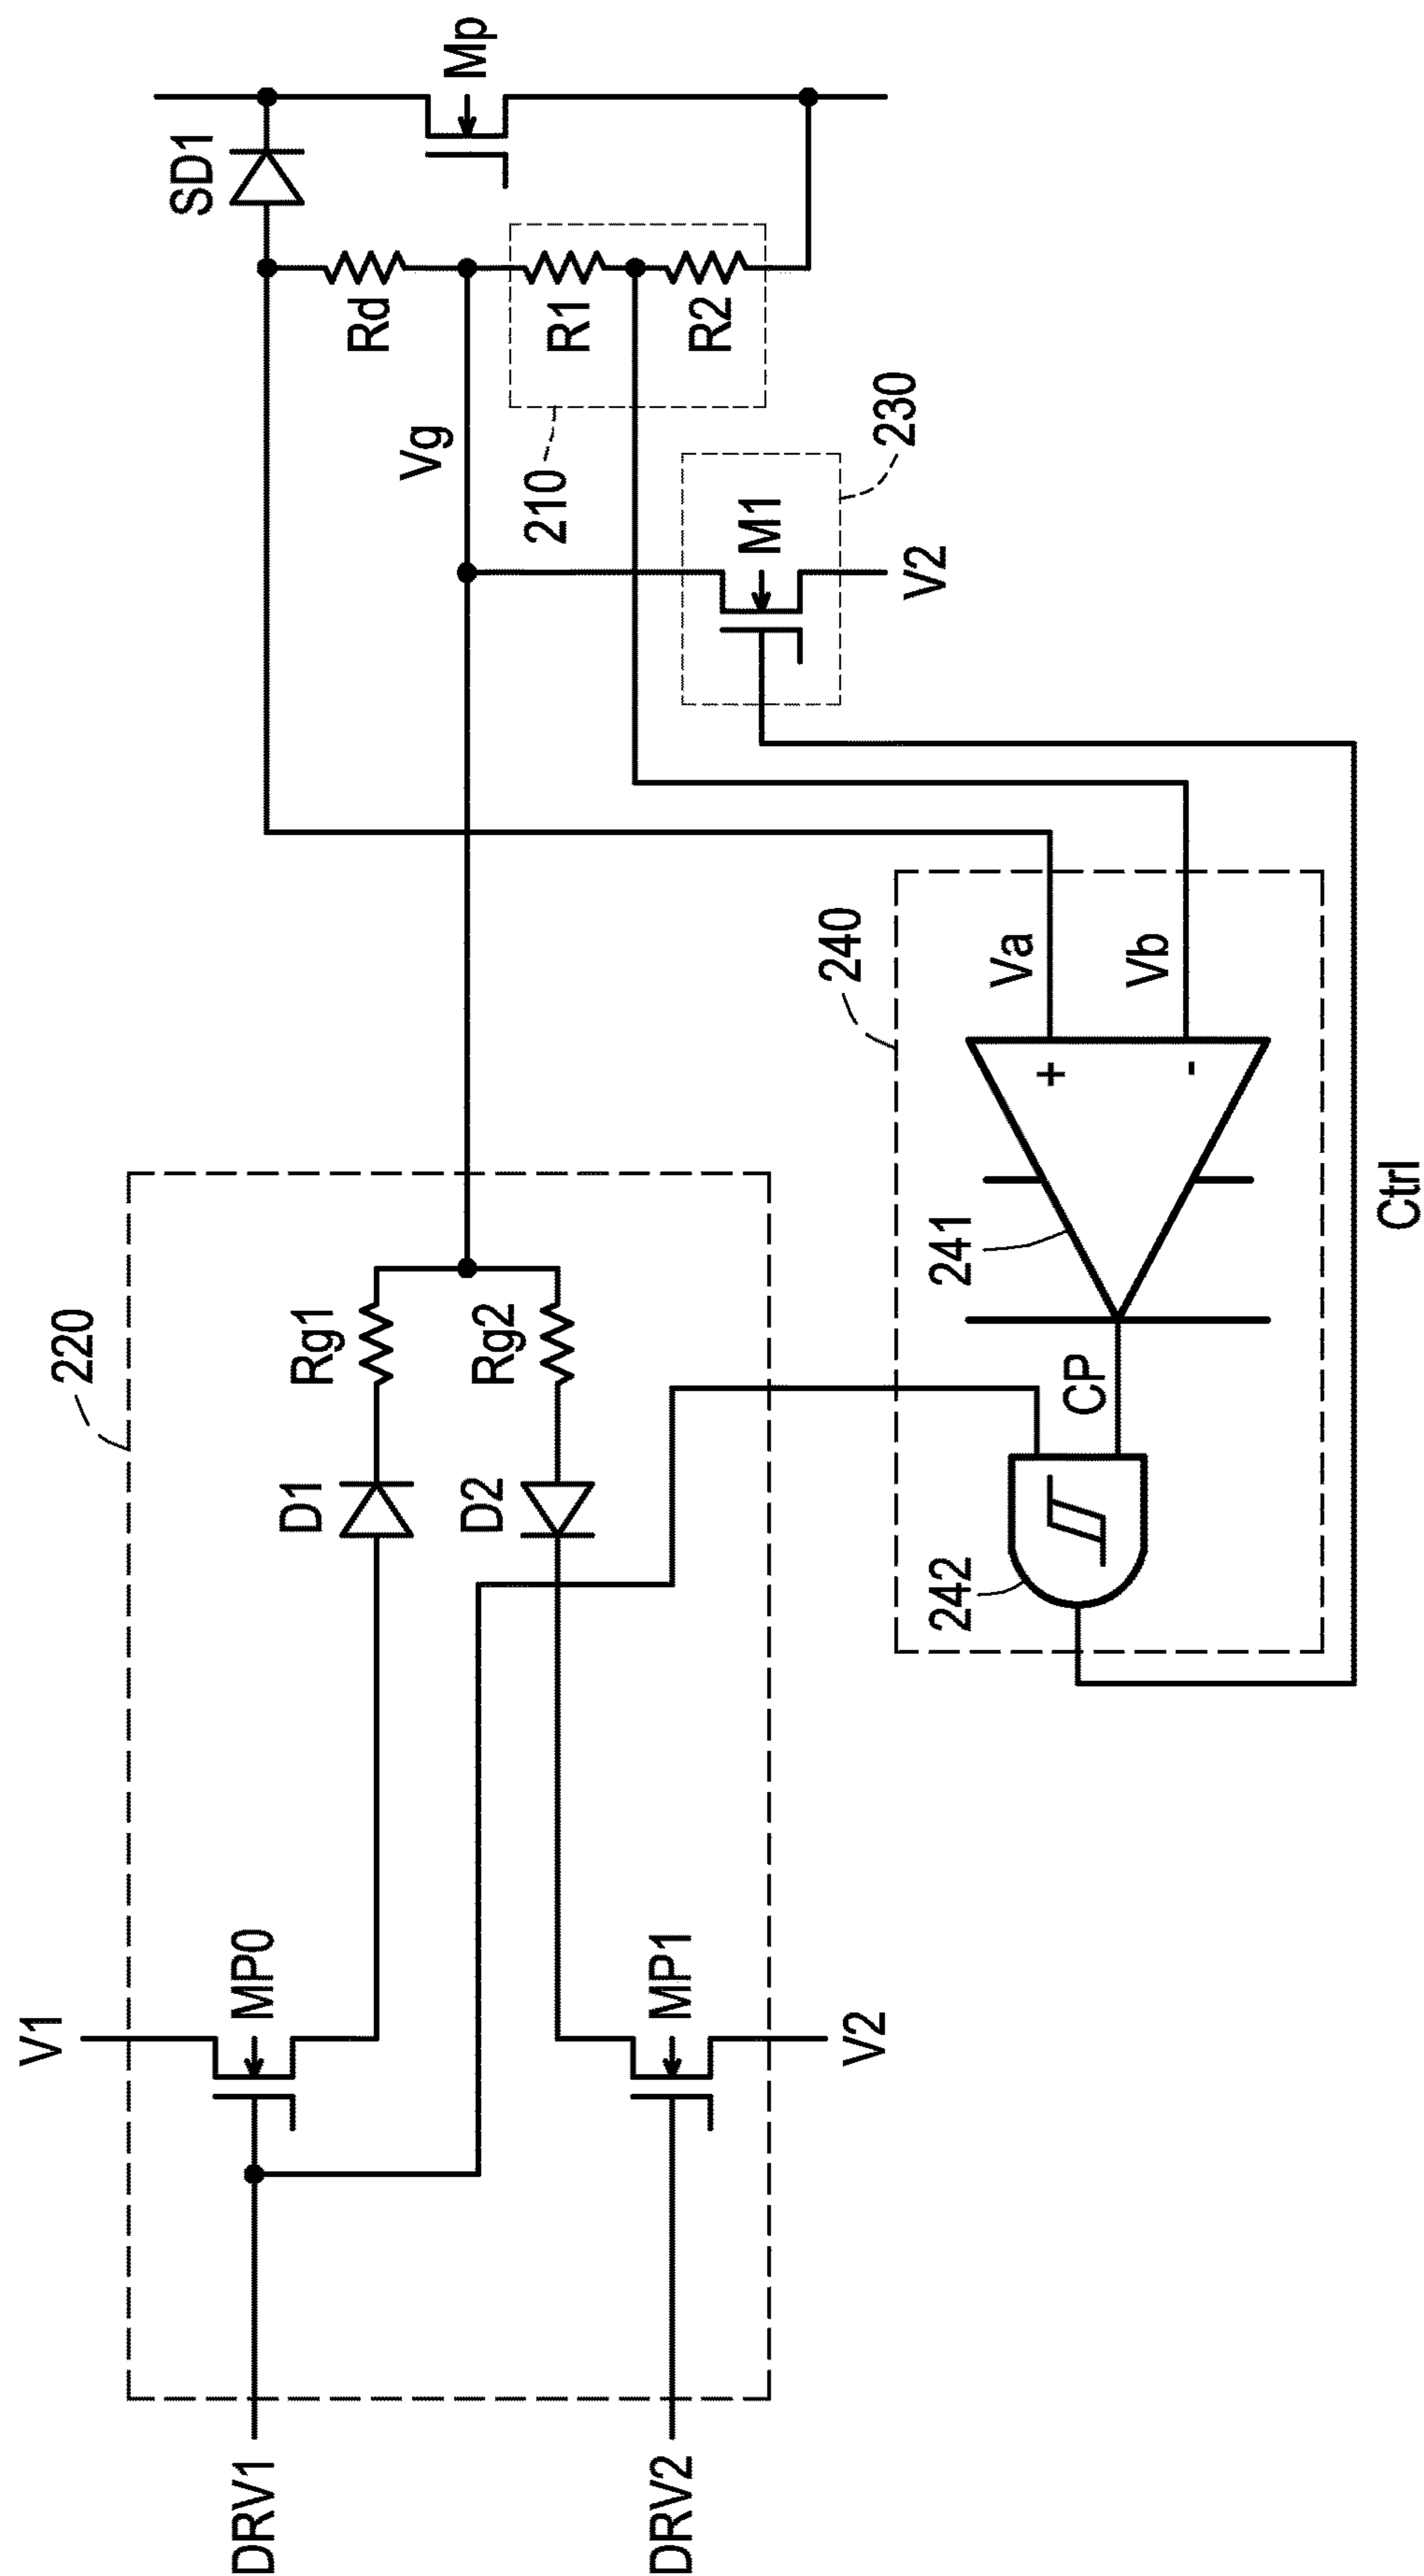 220
V1
MP0
DRV1
D1
Rg1
D2
Rg2
MP1
DRV2
V2
Vg
SD1
Mp
Rd
R1
R2
210
M1
230
V2
240
Va
Vb
+
-
241
CP
242
Ctrl